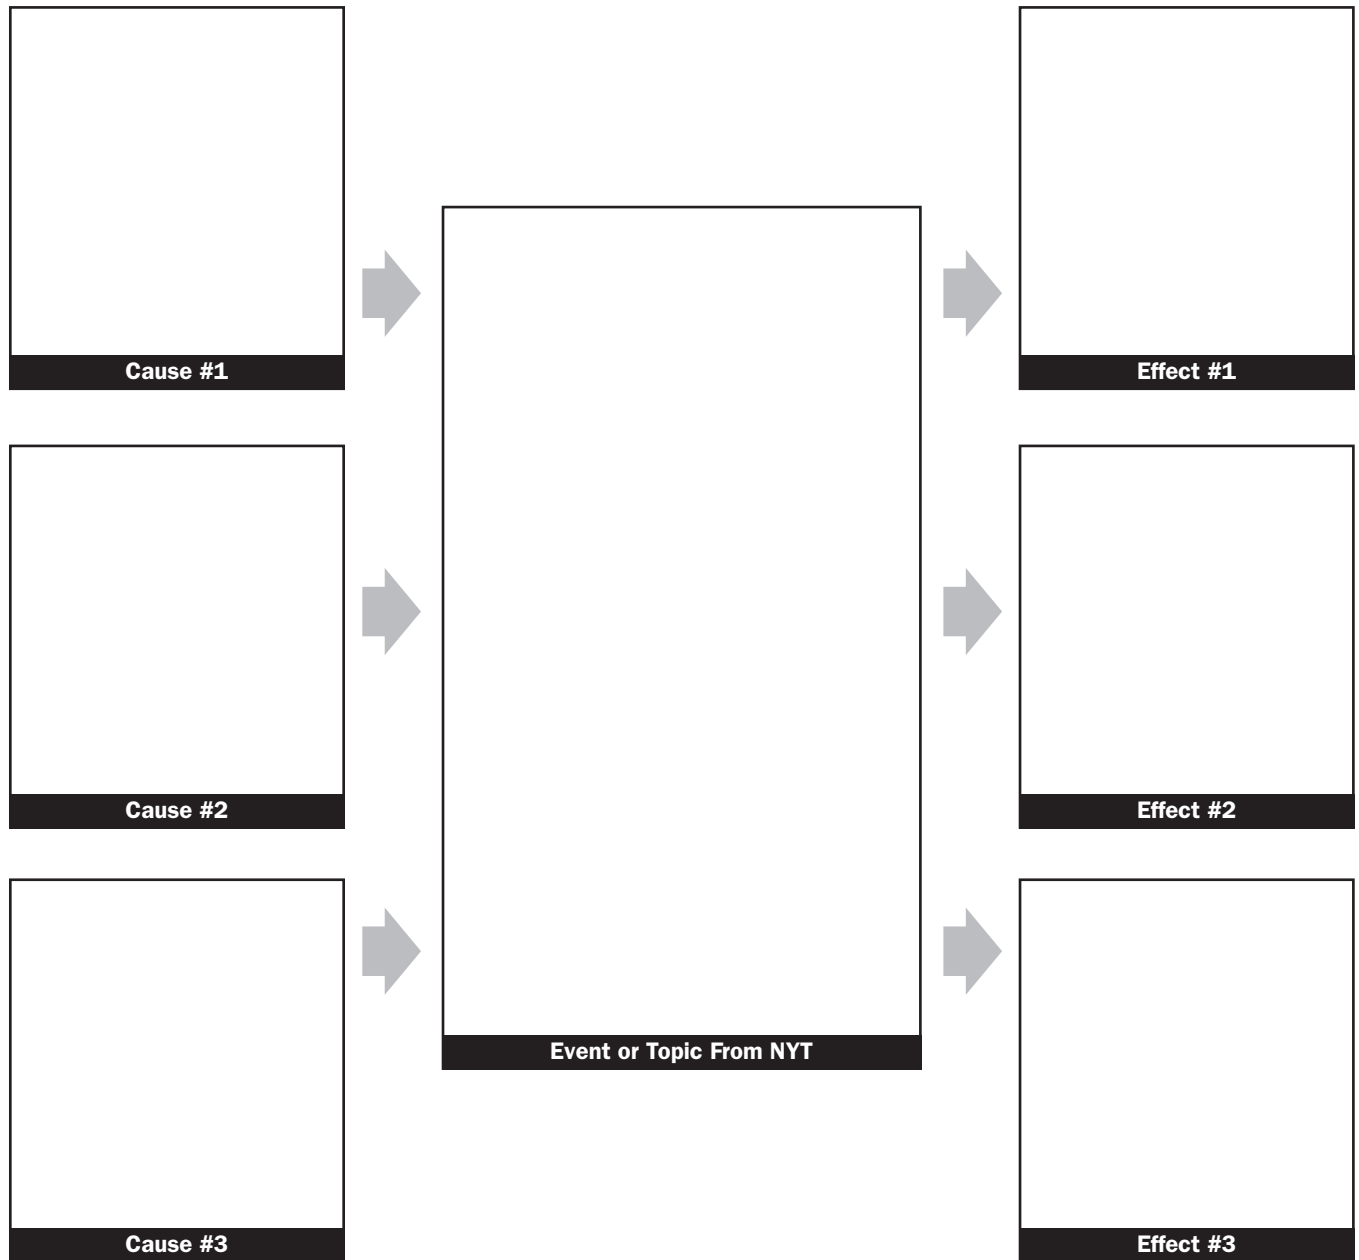 Cause #1
Effect #1
Cause #2
Effect #2
Event or Topic From NYT
Cause #3
Effect #3